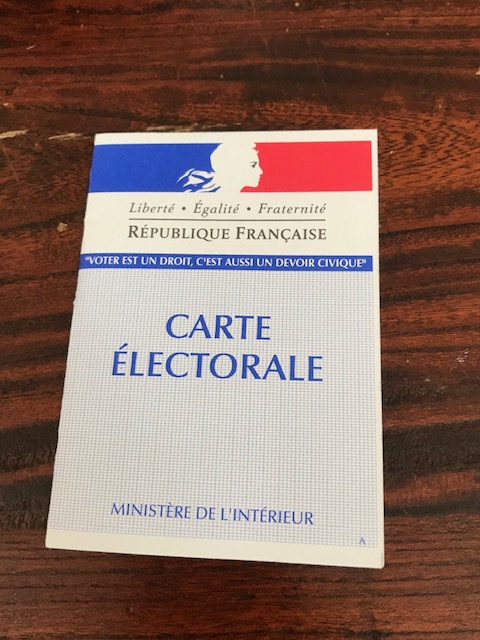 Liberté • Égalité • Fraternité
RÉPUBLIQUE FRANÇAISE
"VOTER EST UN DROIT, C'EST AUSSI UN DEVOIR CIVIQUE"
CARTE
ÉLECTORALE
MINISTÈRE DE L'INTÉRIEUR
A